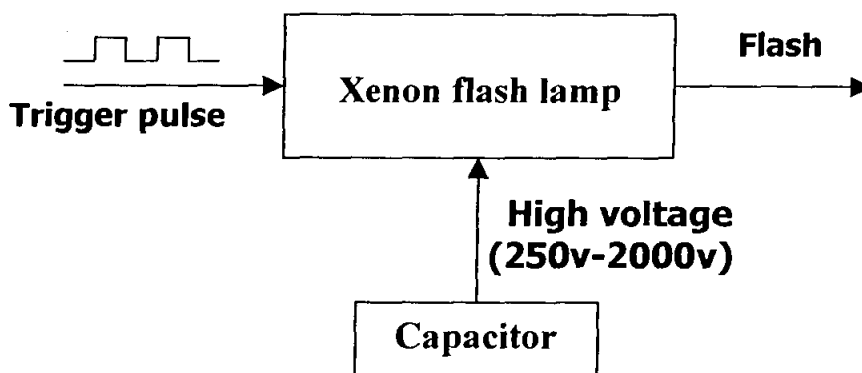 Flash
Xenon flash lamp
Trigger pulse
High voltage
(250v-2000v)
Capacitor